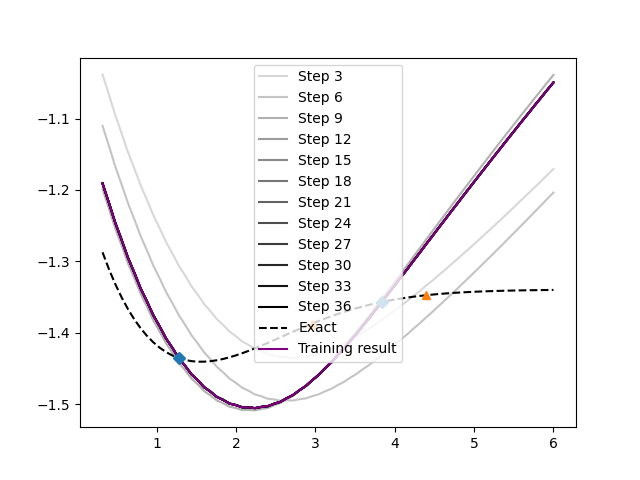 Step 3
Step 6
Step 9
Step 12
Step 15
Step 18
Step 21
Step 24
Step 27
Step 30
Step 33
Step 36
Exact
Training result
−1.1
−1.2
−1.3
−1.4
−1.5
1 2 3 4 5 6